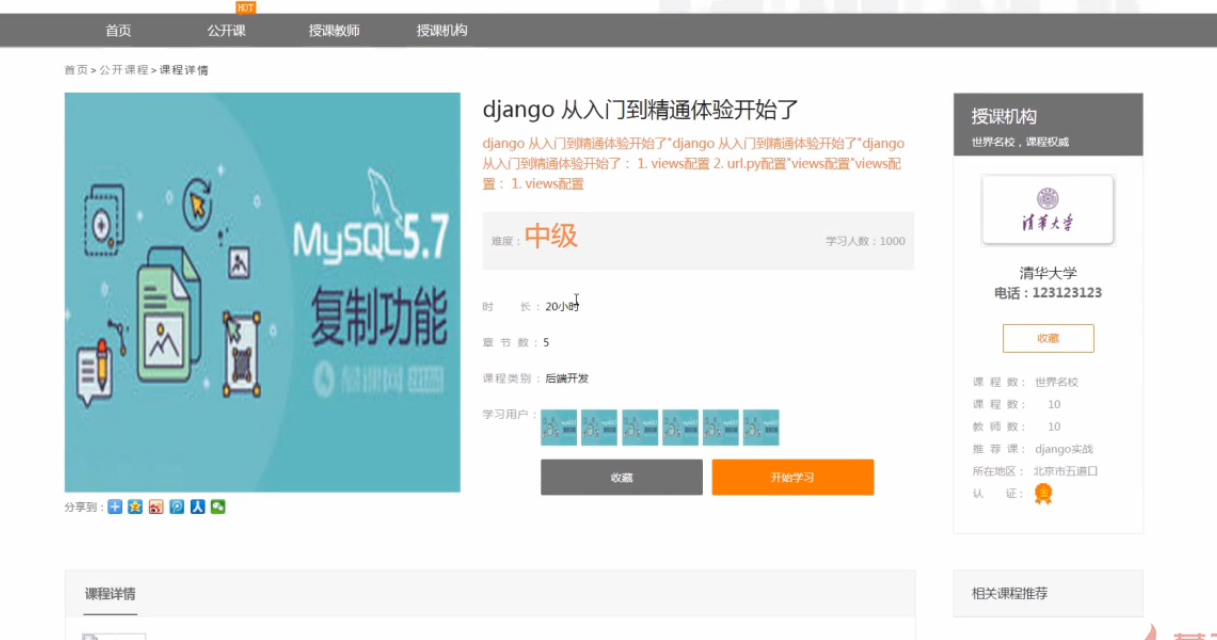 HOT
首页 公开课 授课教师 授课机构
首页>公开课程>课程详情
MySQL5.7
复制功能
django 从入门到精通体验开始了
django 从入门到精通体验开始了"django 从入门到精通体验开始了"django
从入门到精通体验开始了： 1. views配置 2. url.py配置"views配置"views配
置： 1. views配置
难度：中级 学习人数：1000
时 长：20小时
章 节 数：5
课程类别：后端开发
学习用户：
收藏 开始学习
分享到：
授课机构
世界名校，课程权威
清华大学
清华大学
电话：123123123
收藏
课 程 数： 世界名校
课 程 数： 10
教 师 数： 10
推 荐 课： django实战
所在地区： 北京市五道口
认 证：
课程详情
相关课程推荐